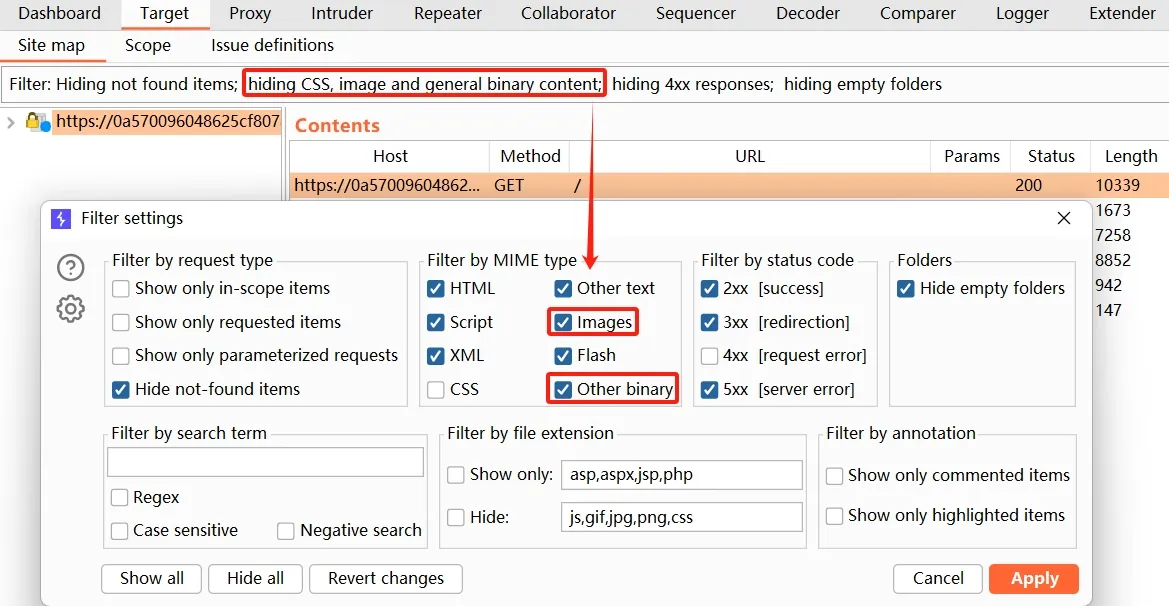 Dashboard Target Proxy Intruder Repeater Collaborator Sequencer Decoder Comparer Logger Extender
Site map Scope Issue definitions
Filter: Hiding not found items; hiding CSS, image and general binary content; hiding 4xx responses; hiding empty folders
https://0a570096048625cf807
Contents
Host Method URL Params Status Length
https://0a57009604862... GET / 200 10339
1673
7258
8852
942
147
Filter settings
Filter by request type
Show only in-scope items
Show only requested items
Show only parameterized requests
Hide not-found items
Filter by MIME type
HTML Other text
Script Images
XML Flash
CSS Other binary
Filter by status code
2xx [success]
3xx [redirection]
4xx [request error]
5xx [server error]
Folders
Hide empty folders
Filter by search term
Regex
Case sensitive Negative search
Filter by file extension
Show only: asp,aspx,jsp,php
Hide: js,gif,jpg,png,css
Filter by annotation
Show only commented items
Show only highlighted items
Show all Hide all Revert changes Cancel Apply